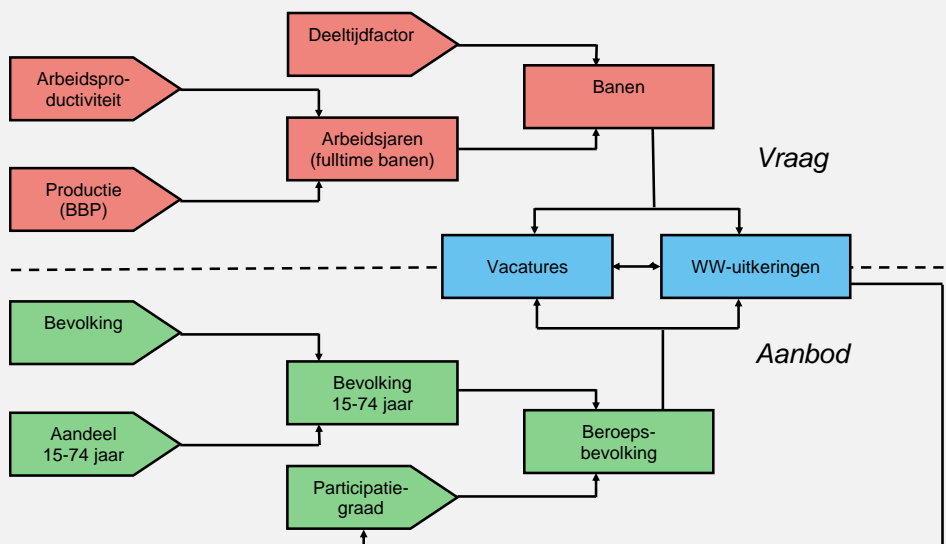 Deeltijdfactor
Arbeidspro-
ductiviteit
Banen
Arbeidsjaren
(fulltime banen)
Vraag
Productie
(BBP)
Vacatures
WW-uitkeringen
Bevolking
Aanbod
Bevolking
15-74 jaar
Aandeel
15-74 jaar
Beroeps-
bevolking
Participatie-
graad